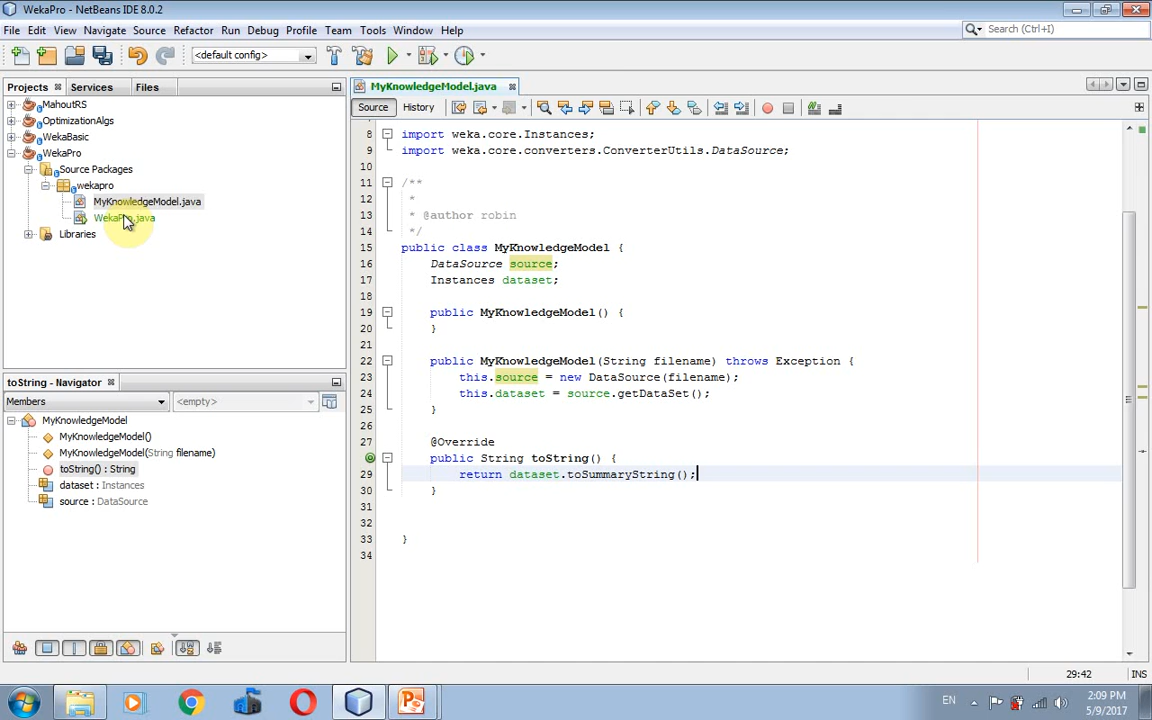 WekaPro - NetBeans IDE 8.0.2
File Edit View Navigate Source Refactor Run Debug Profile Team Tools Window Help
Search (Ctrl+I)
<default config>
Projects Services Files
MahoutRS
OptimizationAlgs
WekaBasic
WekaPro
Source Packages
wekapro
MyKnowledgeModel.java
WekaPro.java
Libraries
toString - Navigator
Members
<empty>
MyKnowledgeModel
MyKnowledgeModel()
MyKnowledgeModel(String filename)
toString() : String
dataset : Instances
source : DataSource
MyKnowledgeModel.java
Source History
8 import weka.core.Instances;
9 import weka.core.converters.ConverterUtils.DataSource;
10
11 /**
12 *
13 * @author robin
14 */
15 public class MyKnowledgeModel {
16 DataSource source;
17 Instances dataset;
18
19 public MyKnowledgeModel() {
20 }
21
22 public MyKnowledgeModel(String filename) throws Exception {
23 this.source = new DataSource(filename);
24 this.dataset = source.getDataSet();
25 }
26
27 @Override
public String toString() {
29 return dataset.toSummaryString();
30 }
31
32
33 }
34
29:42 INS
EN
2:09 PM
5/9/2017